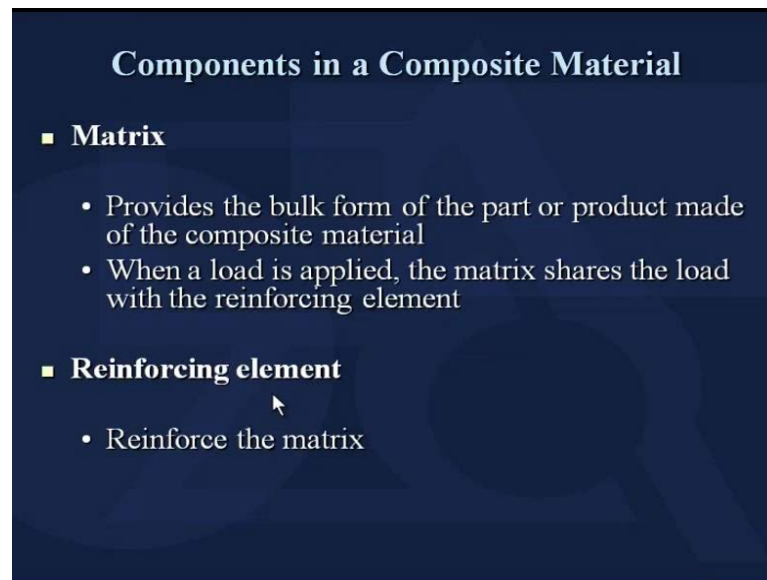 Components in a Composite Material
Matrix
• Provides the bulk form of the part or product made
of the composite material
• When a load is applied, the matrix shares the load
with the reinforcing element
Reinforcing element
• Reinforce the matrix